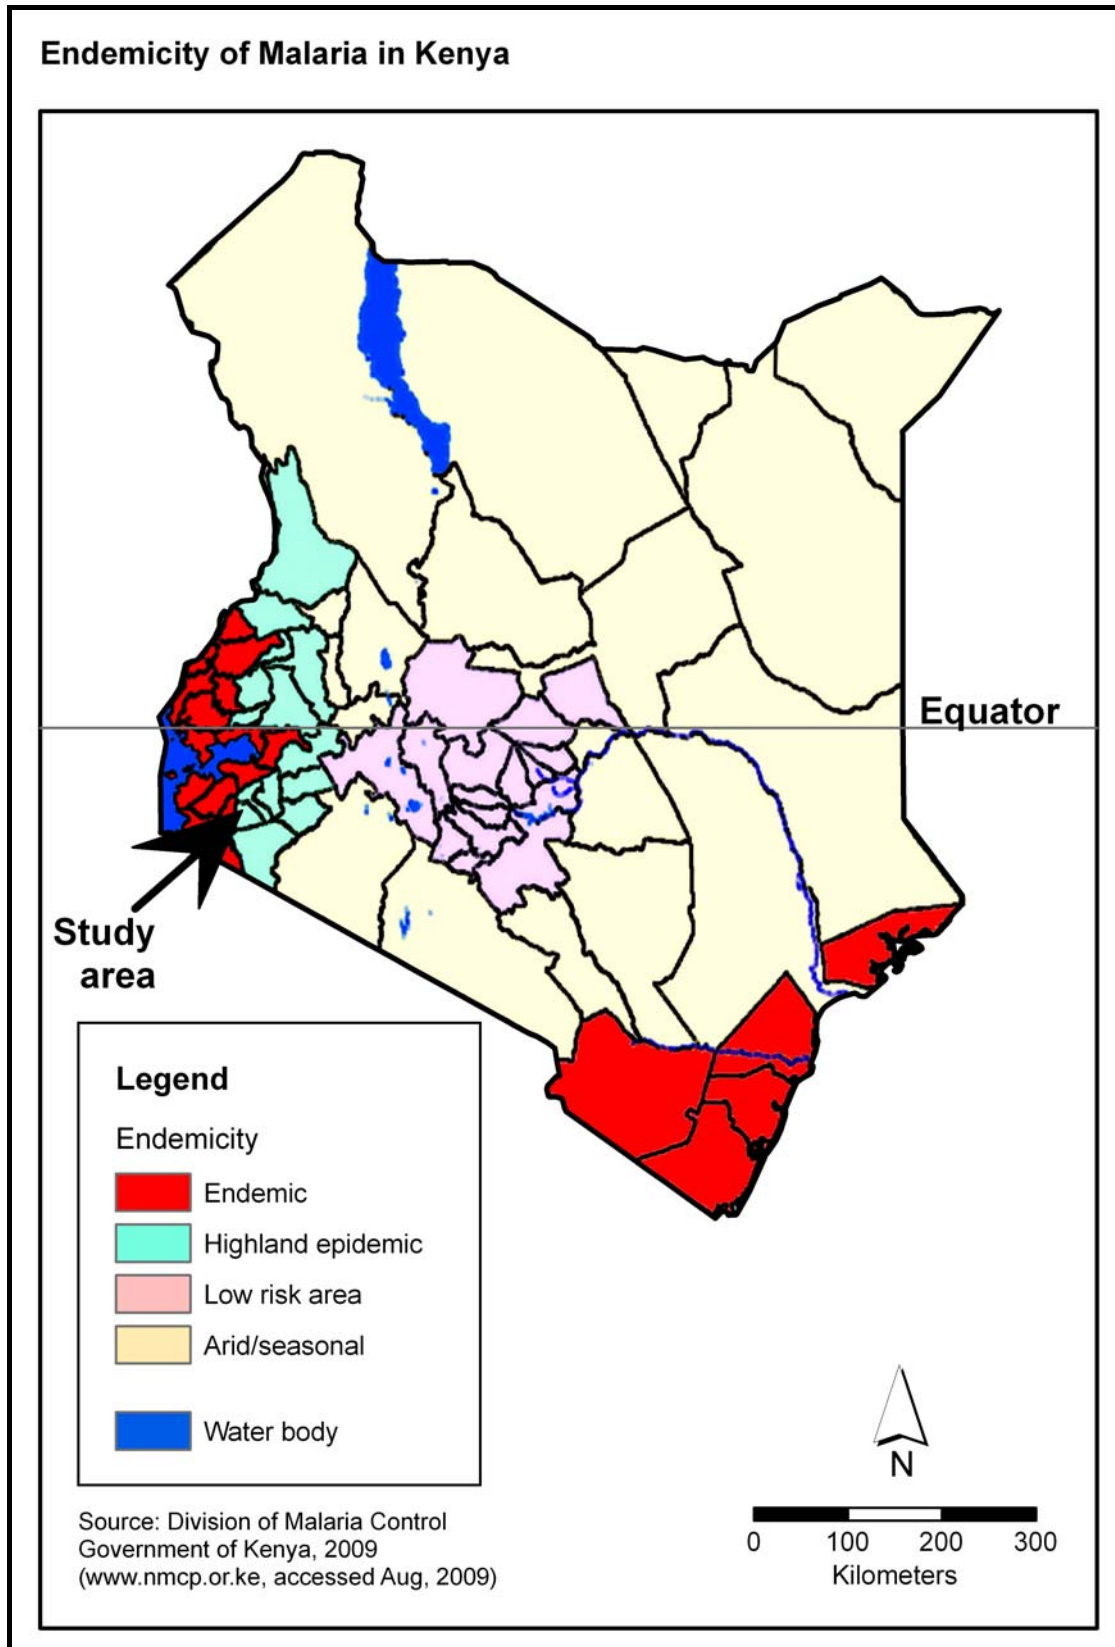 Endemicity of Malaria in Kenya
Equator
Study
area
Legend
Endemicity
Endemic
Highland epidemic
Low risk area
Arid/seasonal
Water body
N
Source: Division of Malaria Control
Government of Kenya, 2009
(www.nmcp.or.ke, accessed Aug, 2009)
0 100 200 300
Kilometers